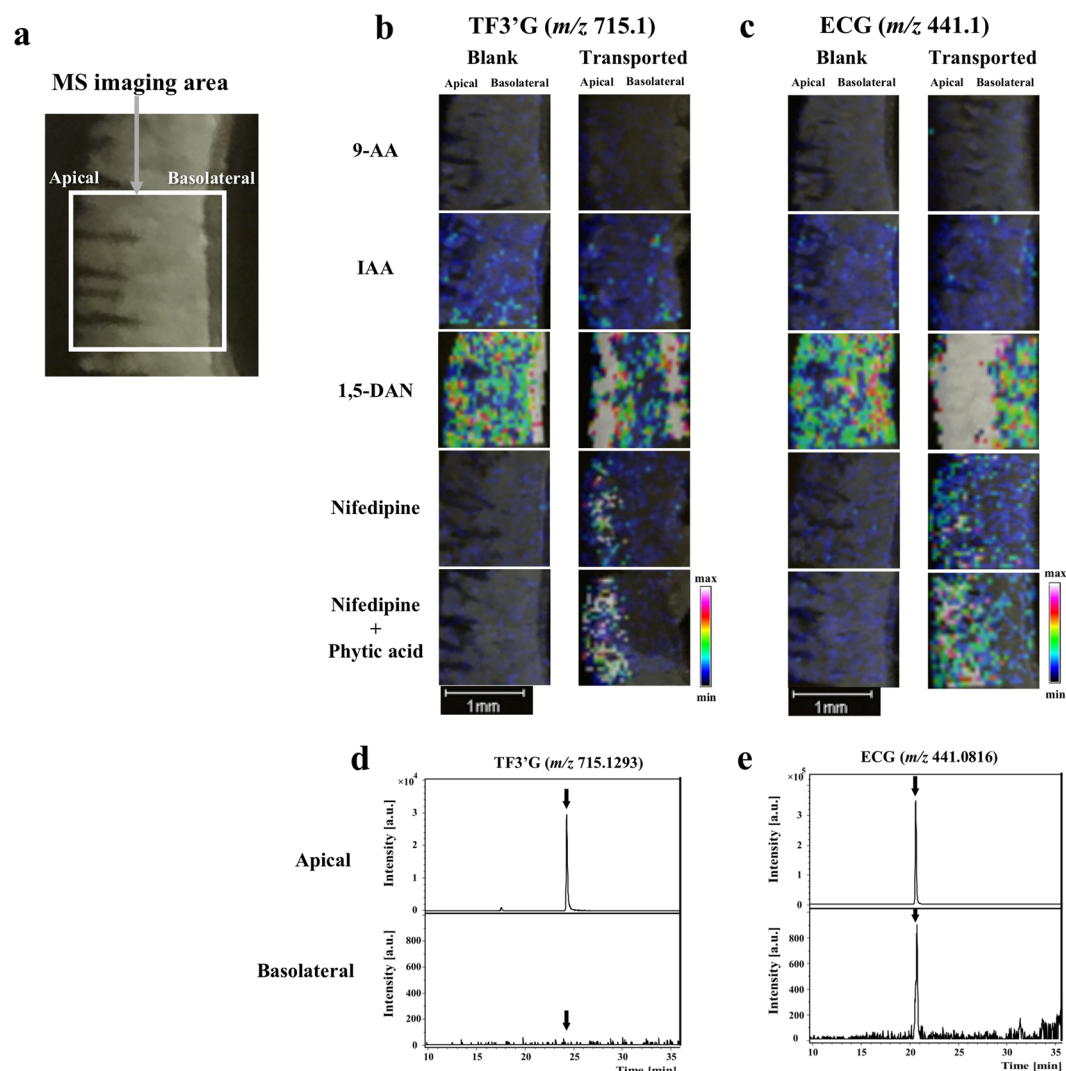 a
MS imaging area
Apical
Basolateral
b
TF3’G (m/z 715.1)
Blank
Transported
Apical Basolateral
Apical Basolateral
c
ECG (m/z 441.1)
Blank
Transported
Apical Basolateral
Apical Basolateral
9-AA
IAA
1,5-DAN
Nifedipine
Nifedipine
+
Phytic acid
max
min
max
min
1mm
1mm
d
TF3’G (m/z 715.1293)
×10⁴
Intensity [a.u.]
3
2
1
0
Apical
Intensity [a.u.]
800
600
400
200
0
Basolateral
10 15 20 25 30 35
Time [min]
e
ECG (m/z 441.0816)
×10⁵
Intensity [a.u.]
3
2
1
0
Intensity [a.u.]
800
600
400
200
0
10 15 20 25 30 35
Time [min]